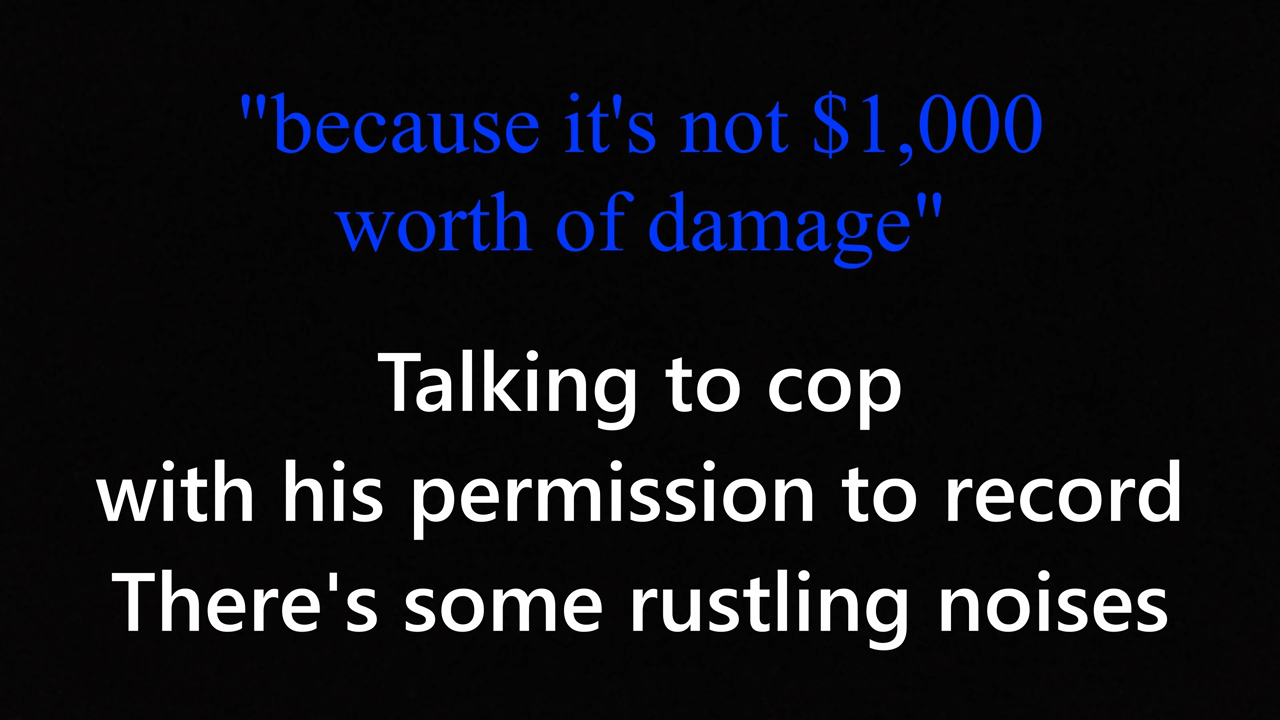 "because it's not $1,000
worth of damage"
Talking to cop
with his permission to record
There's some rustling noises